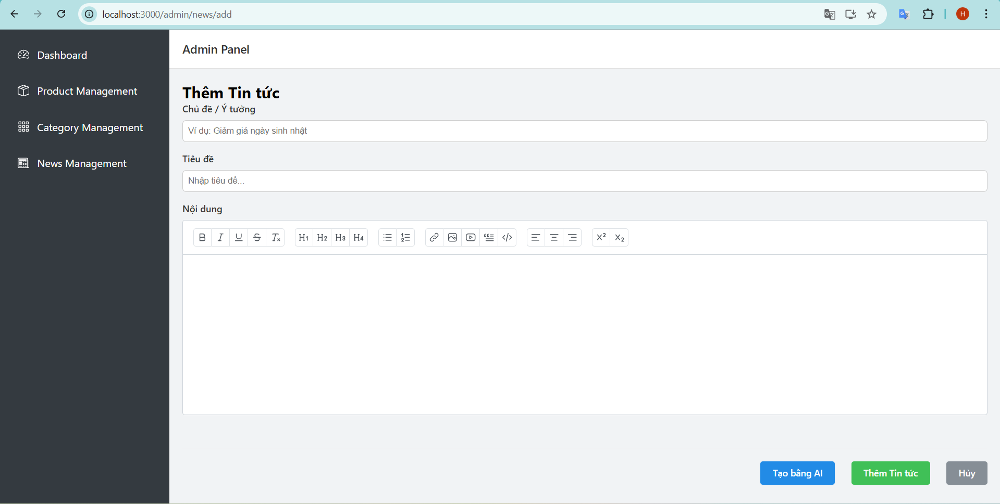 localhost:3000/admin/news/add
H
Dashboard
Product Management
Category Management
News Management
Admin Panel
Thêm Tin tức
Chủ đề / Ý tưởng
Ví dụ: Giảm giá ngày sinh nhật
Tiêu đề
Nhập tiêu đề...
Nội dung
B I U S Tx H1 H2 H3 H4 </> X² X₂
Tạo bằng AI Thêm Tin tức Hủy